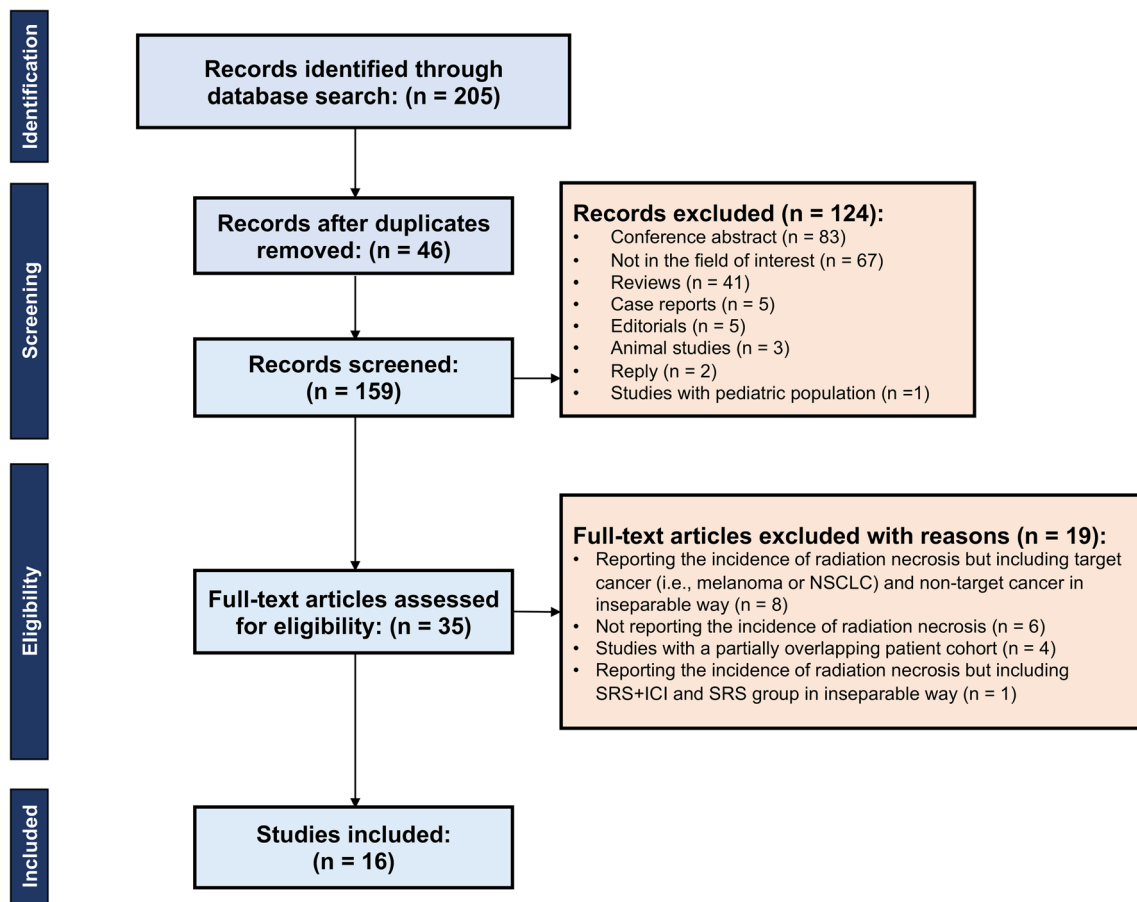 Identification
Records identified through
database search: (n = 205)
Screening
Records after duplicates
removed: (n = 46)
Records screened:
(n = 159)
Records excluded (n = 124):
• Conference abstract (n = 83)
• Not in the field of interest (n = 67)
• Reviews (n = 41)
• Case reports (n = 5)
• Editorials (n = 5)
• Animal studies (n = 3)
• Reply (n = 2)
• Studies with pediatric population (n =1)
Eligibility
Full-text articles assessed
for eligibility: (n = 35)
Full-text articles excluded with reasons (n = 19):
• Reporting the incidence of radiation necrosis but including target
cancer (i.e., melanoma or NSCLC) and non-target cancer in
inseparable way (n = 8)
• Not reporting the incidence of radiation necrosis (n = 6)
• Studies with a partially overlapping patient cohort (n = 4)
• Reporting the incidence of radiation necrosis but including
SRS+ICI and SRS group in inseparable way (n = 1)
Included
Studies included:
(n = 16)